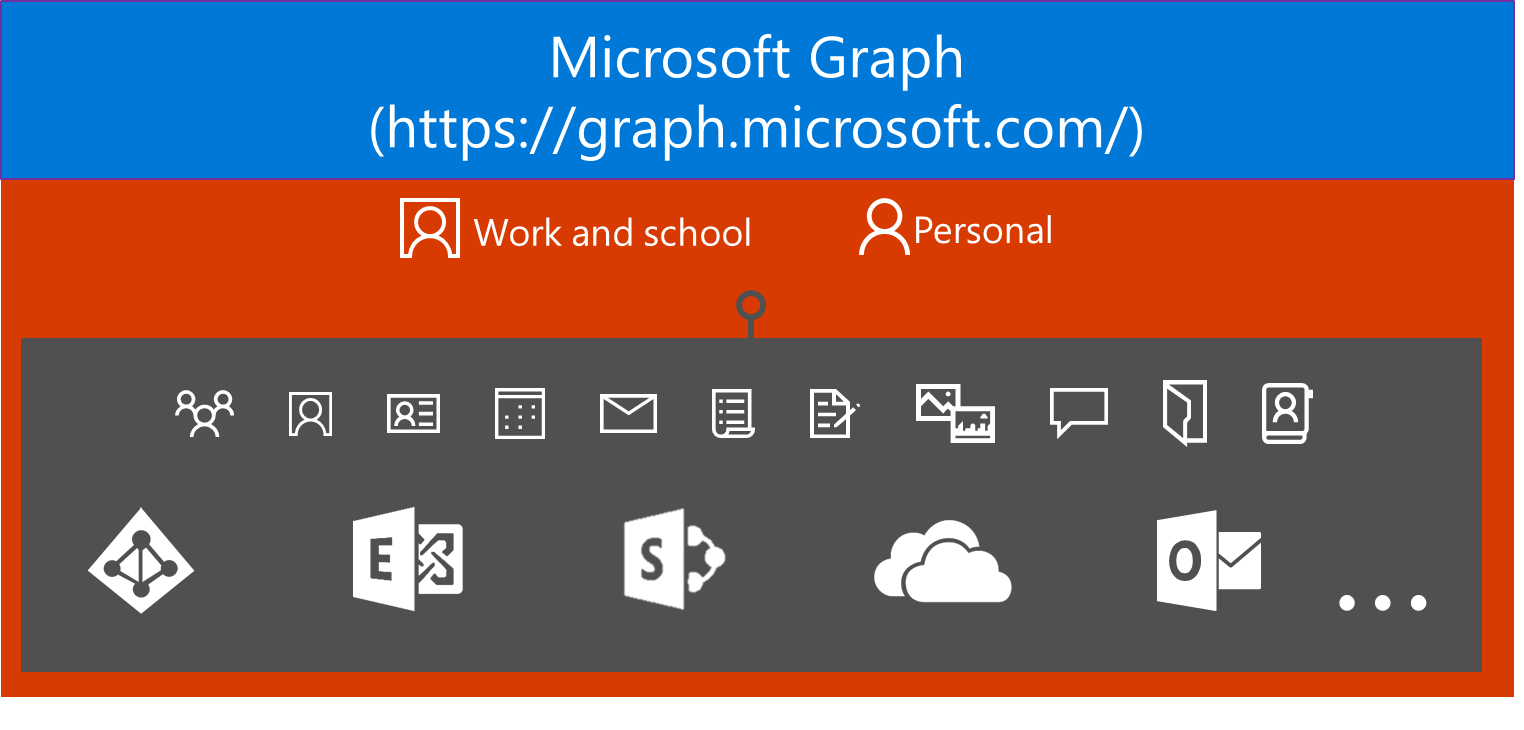 Microsoft Graph
(https://graph.microsoft.com/)
Work and school
Personal
E
S
O
...